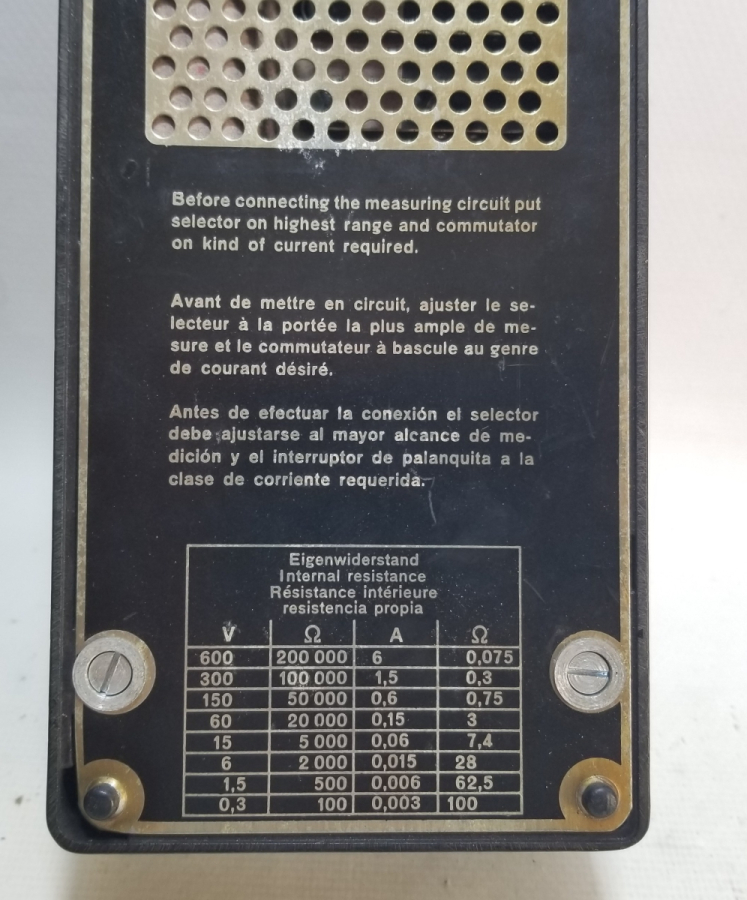 Before connecting the measuring circuit put
selector on highest range and commutator
on kind of current required.
Avant de mettre en circuit, ajuster le se-
lecteur à la portée la plus ample de me-
sure et le commutateur à bascule au genre
de courant désiré.
Antes de efectuar la conexión el selector
debe ajustarse al mayor alcance de me-
dición y el interruptor de palanquita a la
clase de corriente requerida.
Eigenwiderstand
Internal resistance
Résistance intérieure
resistencia propia
V Ω A Ω
600 200 000 6 0,075
300 100 000 1,5 0,3
150 50 000 0,6 0,75
60 20 000 0,15 3
15 5 000 0,06 7,4
6 2 000 0,015 28
1,5 500 0,006 62,5
0,3 100 0,003 100